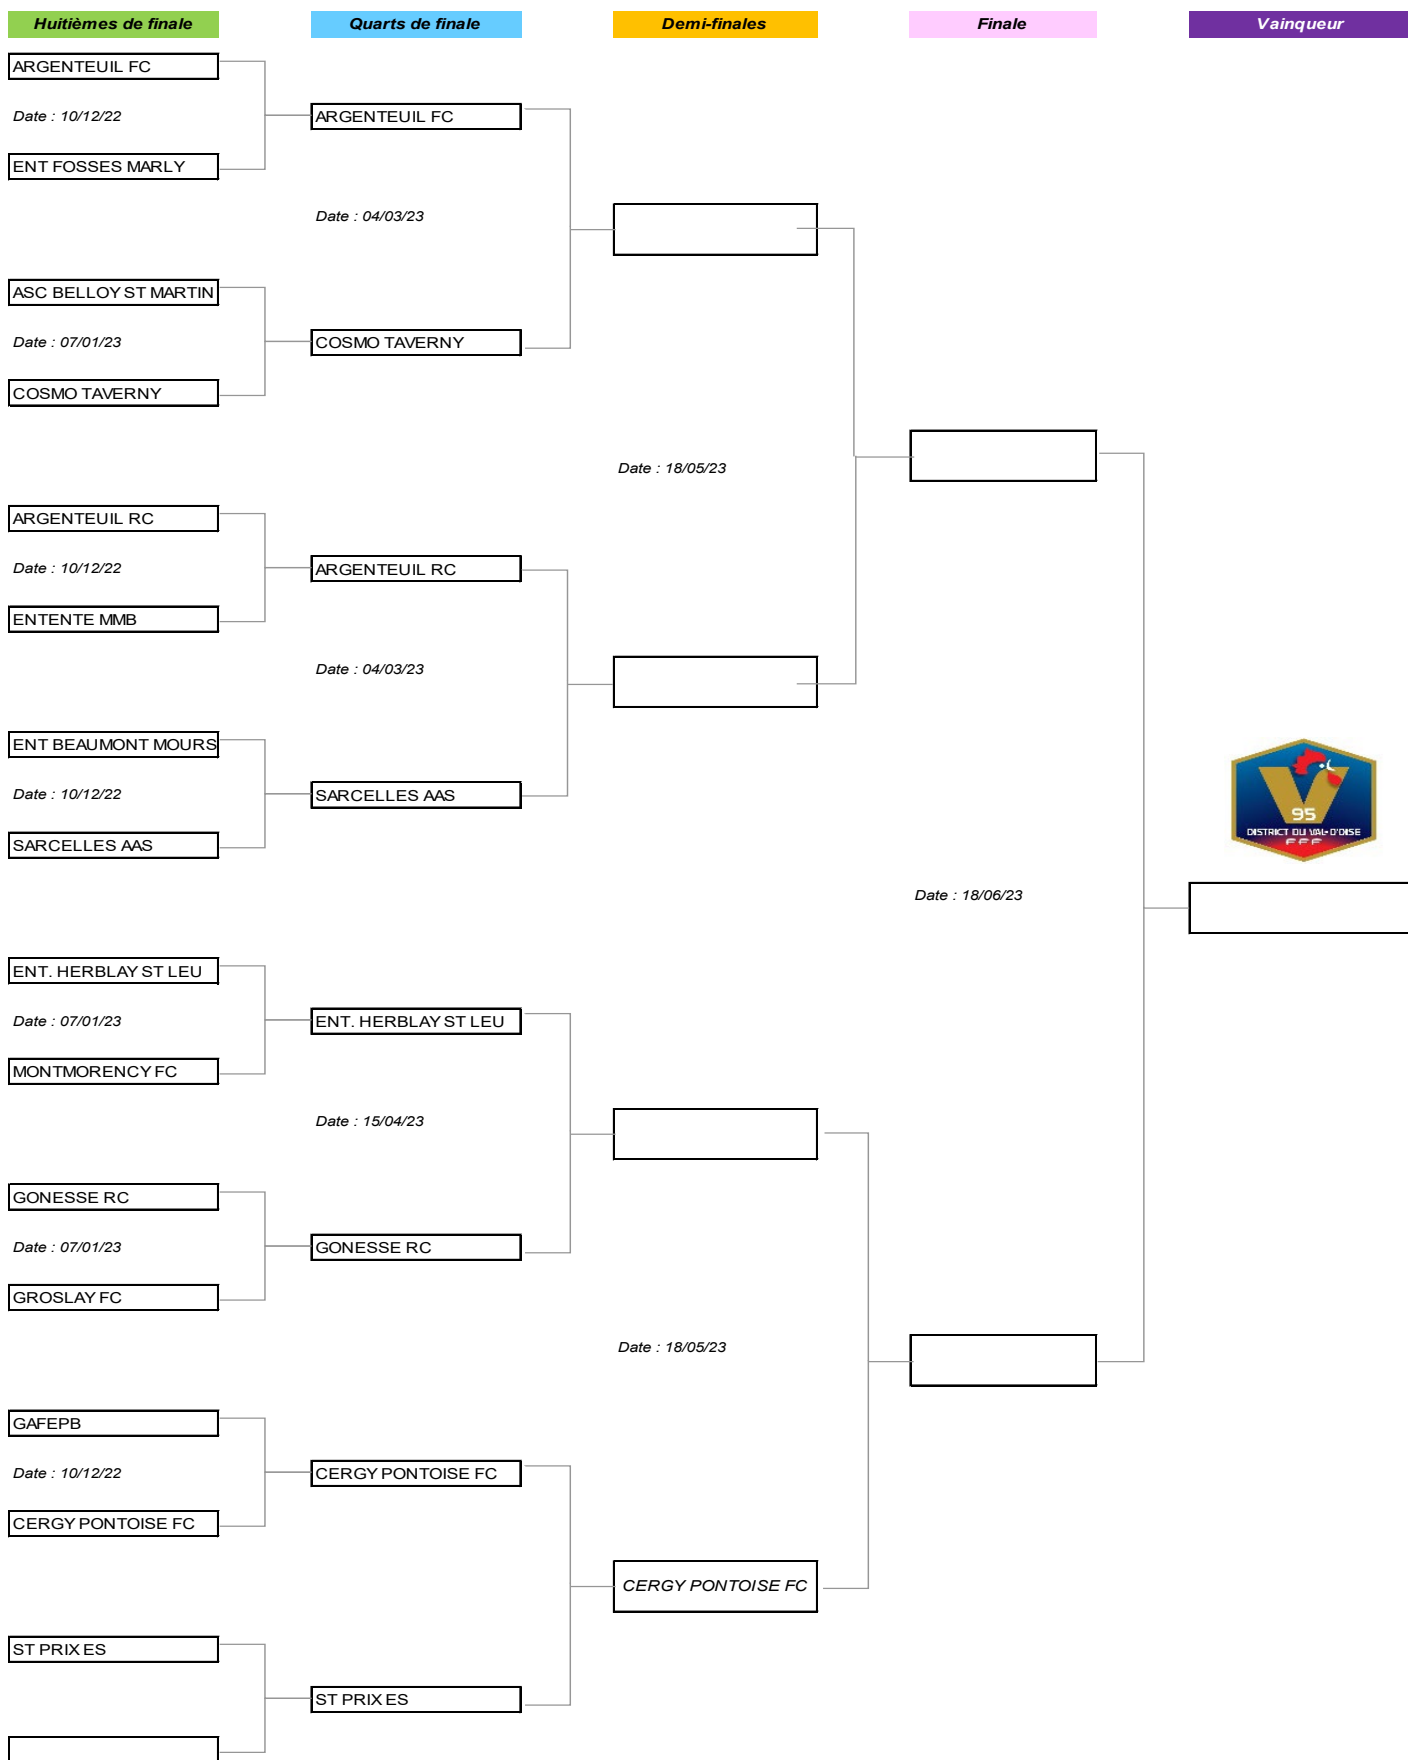 Huitièmes de finale
Quarts de finale
Demi-finales
Finale
Vainqueur
ARGENTEUIL FC
Date : 10/12/22
ARGENTEUIL FC
ENT FOSSES MARLY
Date : 04/03/23
ASC BELLOY ST MARTIN
Date : 07/01/23
COSMO TAVERNY
COSMO TAVERNY
Date : 18/05/23
ARGENTEUIL RC
Date : 10/12/22
ARGENTEUIL RC
ENTENTE MMB
Date : 04/03/23
ENT BEAUMONT MOURS
Date : 10/12/22
SARCELLES AAS
SARCELLES AAS
V
95
DISTRICT DU VAL-D'OISE
FFF
Date : 18/06/23
ENT. HERBLAY ST LEU
Date : 07/01/23
ENT. HERBLAY ST LEU
MONTMORENCY FC
Date : 15/04/23
GONESSE RC
Date : 07/01/23
GONESSE RC
GROSLAY FC
Date : 18/05/23
GAFEPB
Date : 10/12/22
CERGY PONTOISE FC
CERGY PONTOISE FC
CERGY PONTOISE FC
ST PRIX ES
ST PRIX ES